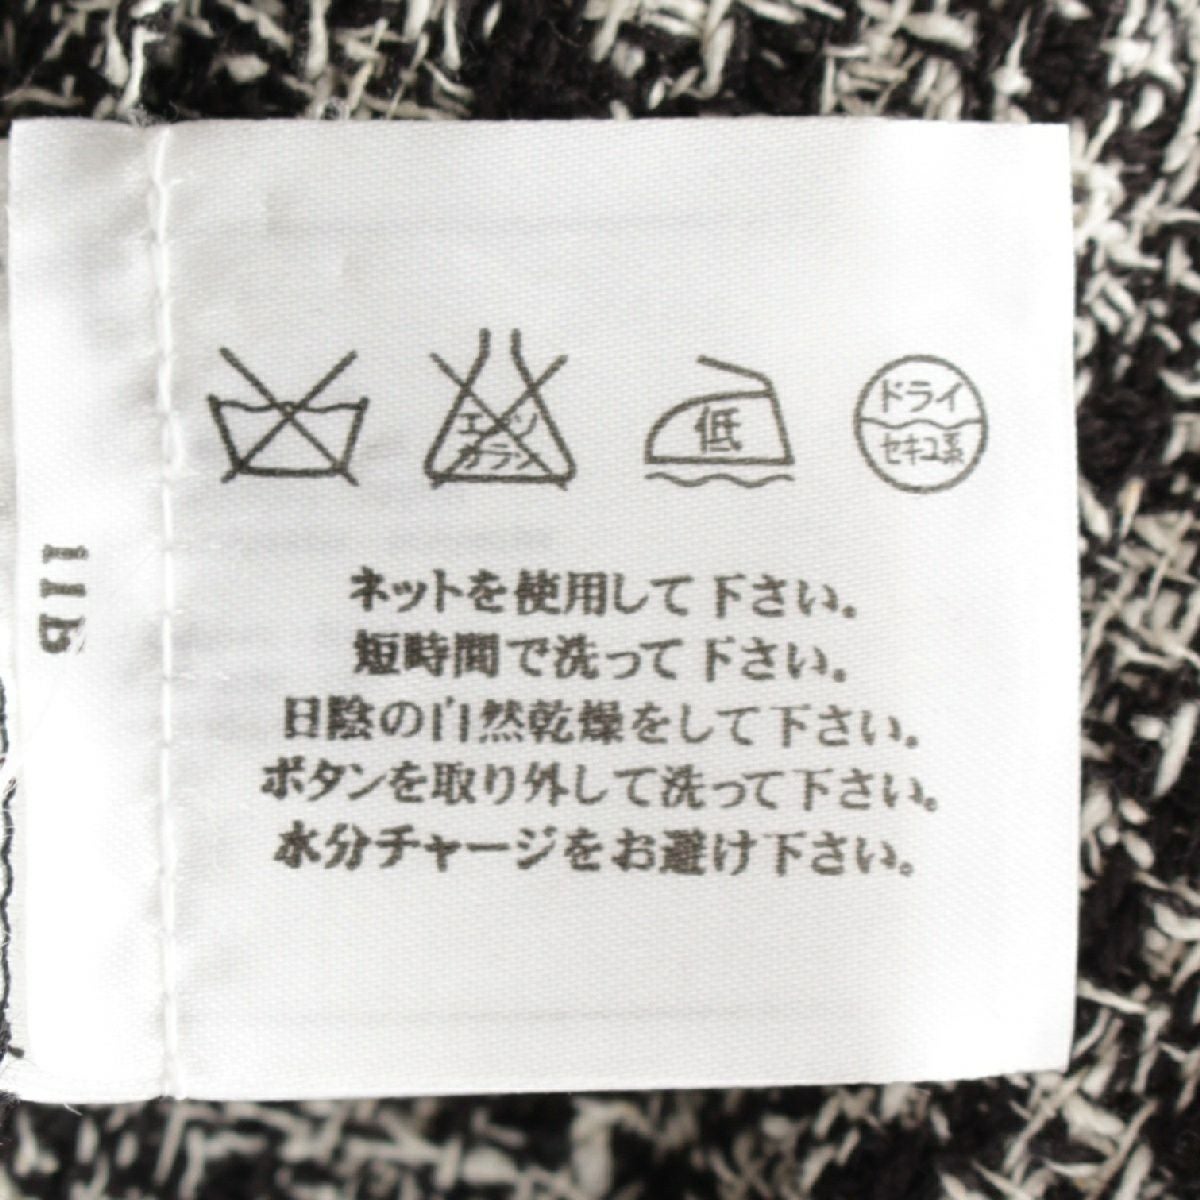 エンソ
カラサ
低
ドライ
セキユ系
ネットを使用して下さい。
短時間で洗って下さい。
日陰の自然乾燥をして下さい。
ボタンを取り外して洗って下さい。
水分チャージをお避け下さい。